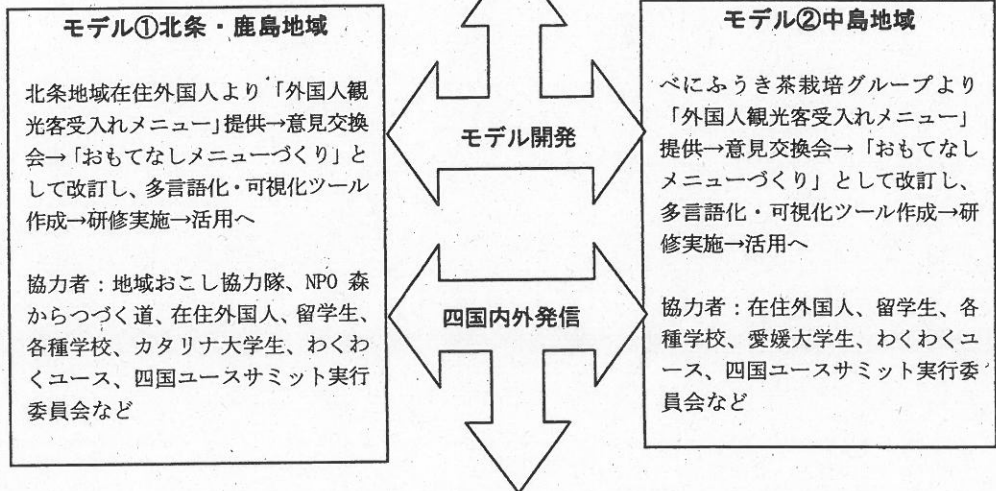 モデル①北条・鹿島地域
北条地域在住外国人より「外国人観
光客受入れメニュー」提供→意見交換
会→「おもてなしメニューづくり」と
して改訂し、多言語化・可視化ツール
作成→研修実施→活用へ
協力者：地域おこし協力隊、NPO 森
からつづく道、在住外国人、留学生、
各種学校、カタリナ大学生、わくわ
くユース、四国ユースサミット実行
委員会など
モデル開発
四国内外発信
モデル②中島地域
べにふうき茶栽培グループより
「外国人観光客受入れメニュー」
提供→意見交換会→「おもてなし
メニューづくり」として改訂し、
多言語化・可視化ツール作成→研
修実施→活用へ
協力者：在住外国人、留学生、各
種学校、愛媛大学生、わくわくユ
ース、四国ユースサミット実行委
員会など